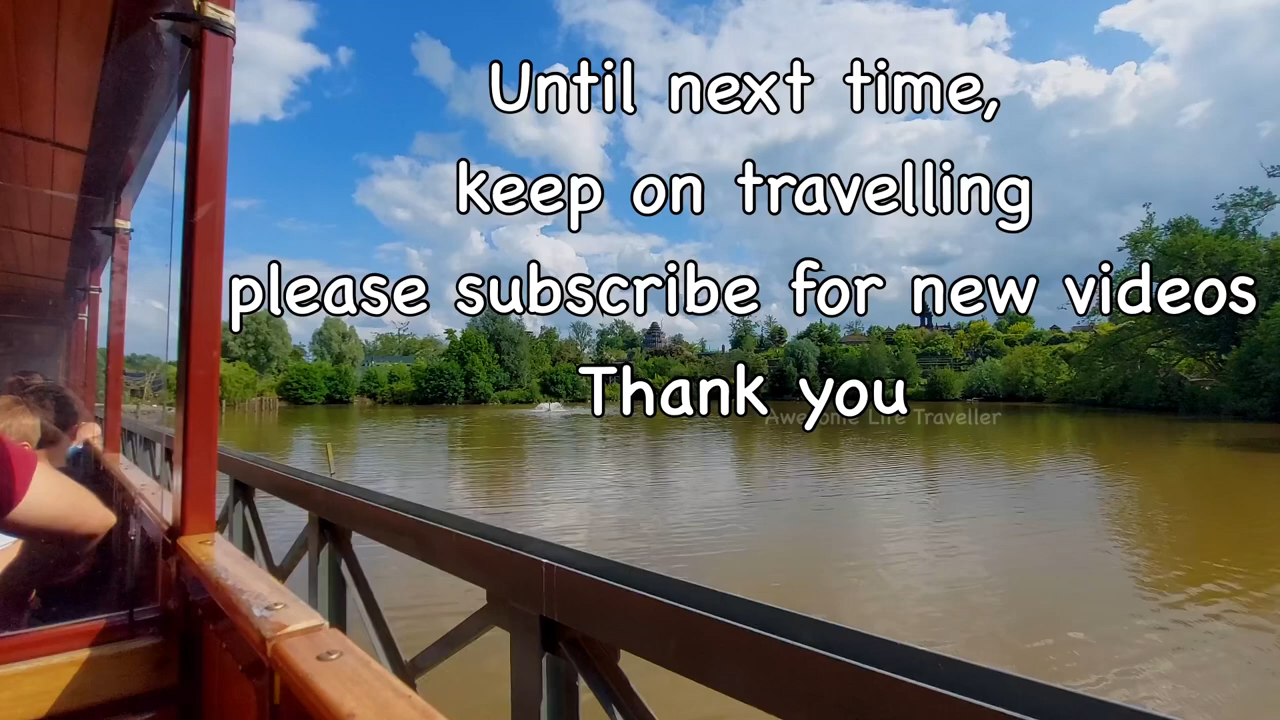 Until next time,
keep on travelling
please subscribe for new videos
Thank you
Awesome Life Traveller